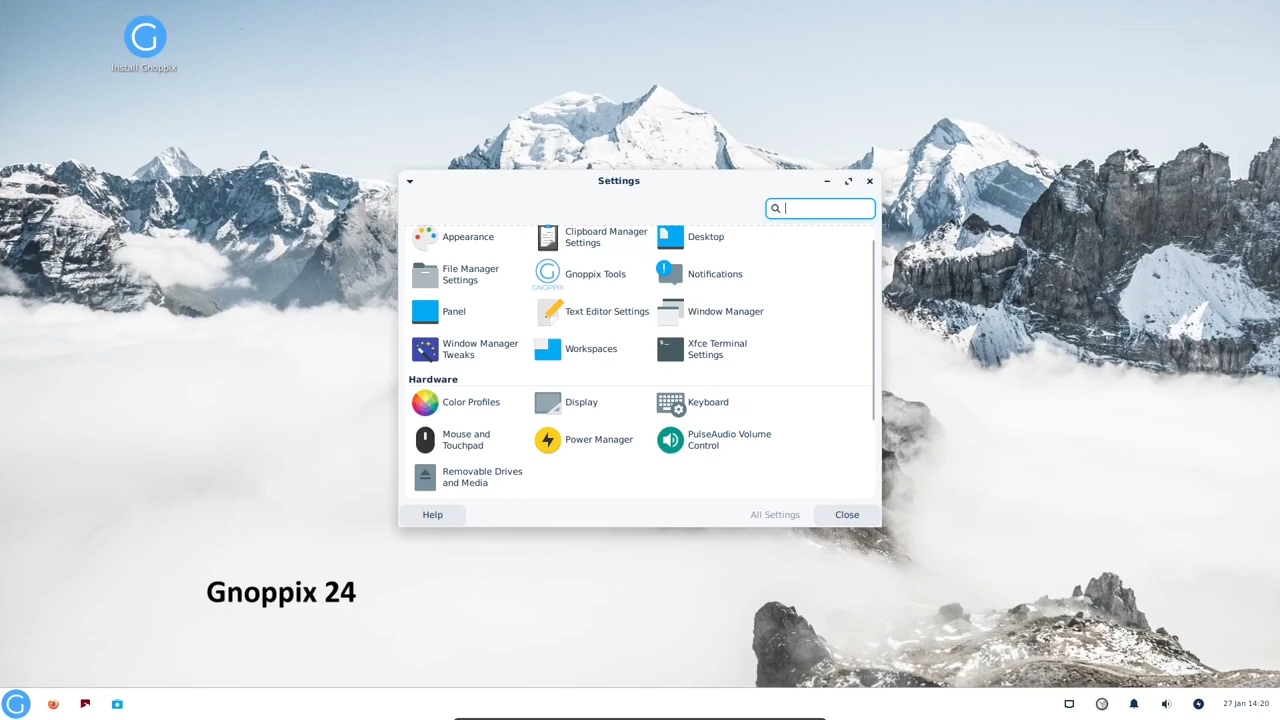 Install Gnoppix
Settings
Appearance
Clipboard Manager
Settings
Desktop
File Manager
Settings
GNOPPIX
Gnoppix Tools
Notifications
Panel
Text Editor Settings
Window Manager
Window Manager
Tweaks
Workspaces
Xfce Terminal
Settings
Hardware
Color Profiles
Display
Keyboard
Mouse and
Touchpad
Power Manager
PulseAudio Volume
Control
Removable Drives
and Media
Help
All Settings
Close
Gnoppix 24
27 Jan 14:20